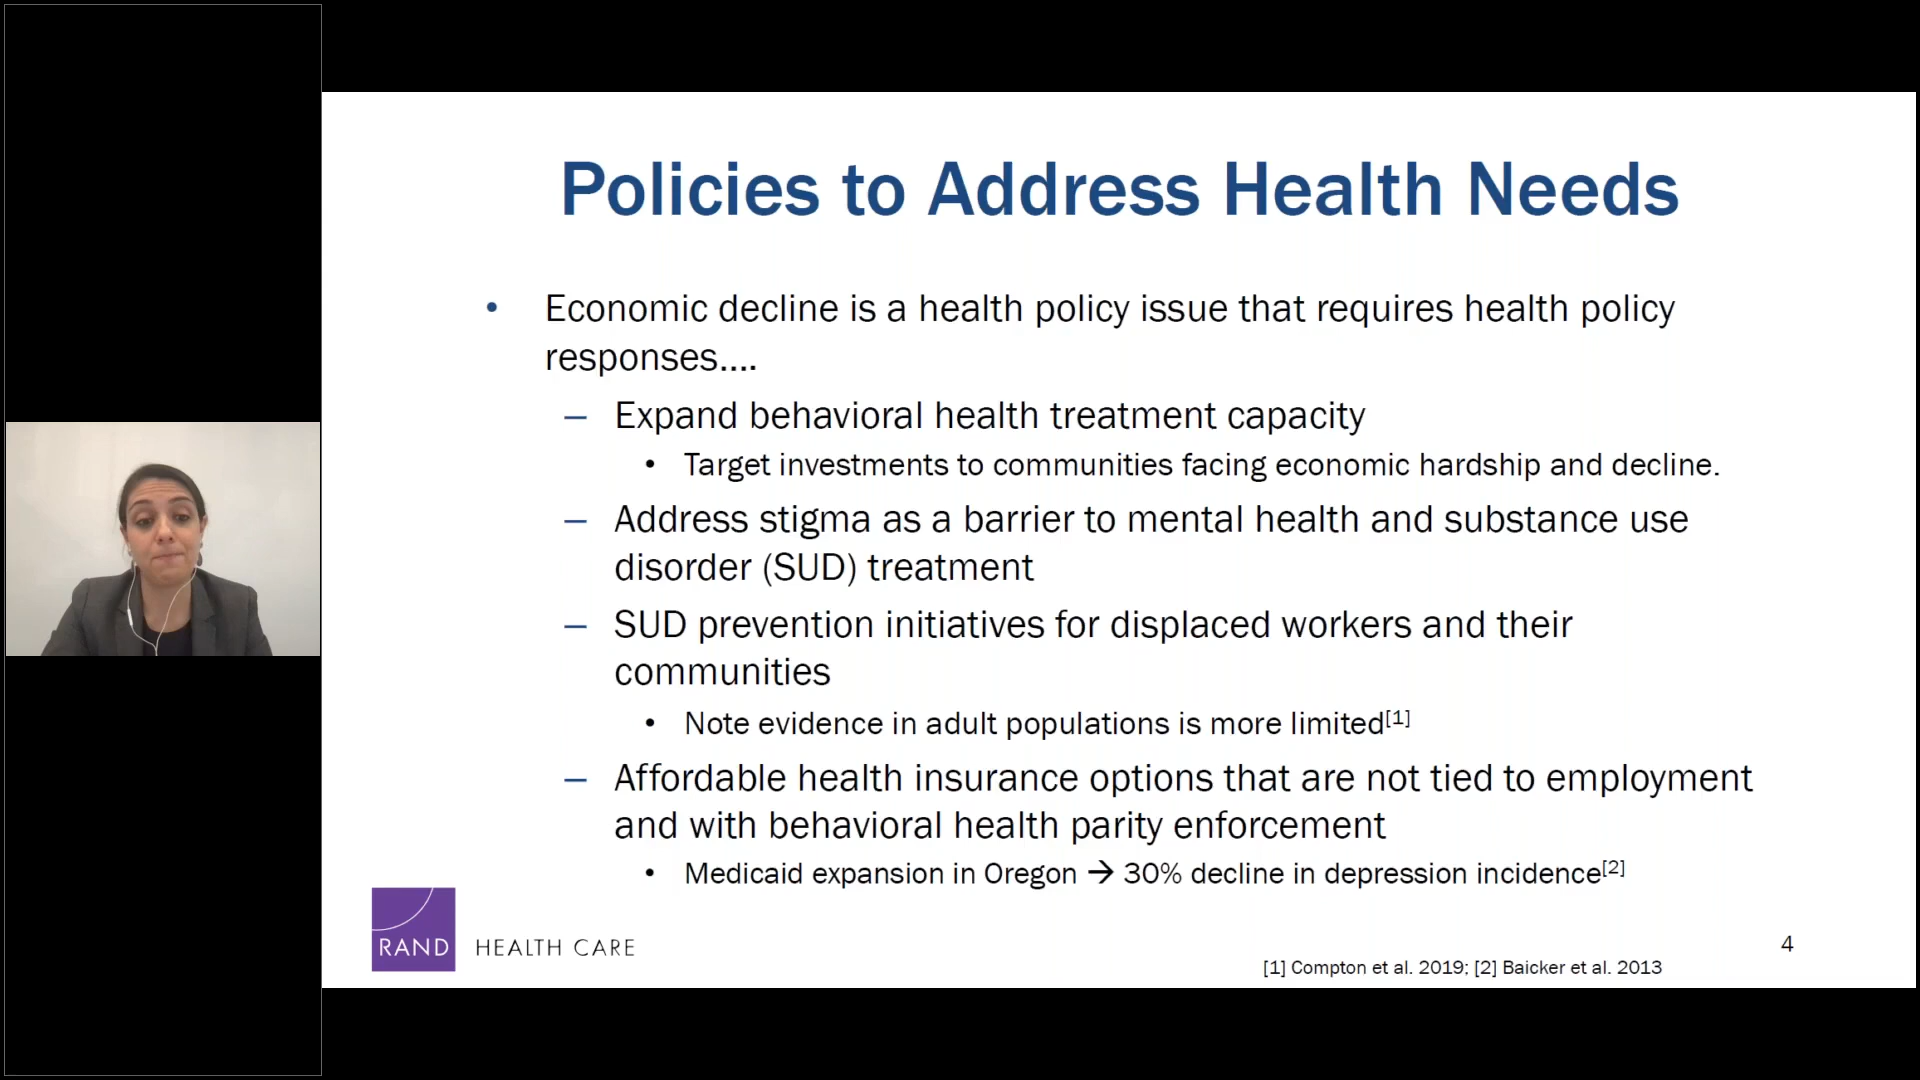 Policies to Address Health Needs
• Economic decline is a health policy issue that requires health policy
responses....
– Expand behavioral health treatment capacity
• Target investments to communities facing economic hardship and decline.
– Address stigma as a barrier to mental health and substance use
disorder (SUD) treatment
– SUD prevention initiatives for displaced workers and their
communities
• Note evidence in adult populations is more limited[1]
– Affordable health insurance options that are not tied to employment
and with behavioral health parity enforcement
• Medicaid expansion in Oregon → 30% decline in depression incidence[2]
RAND HEALTH CARE
4
[1] Compton et al. 2019; [2] Baicker et al. 2013